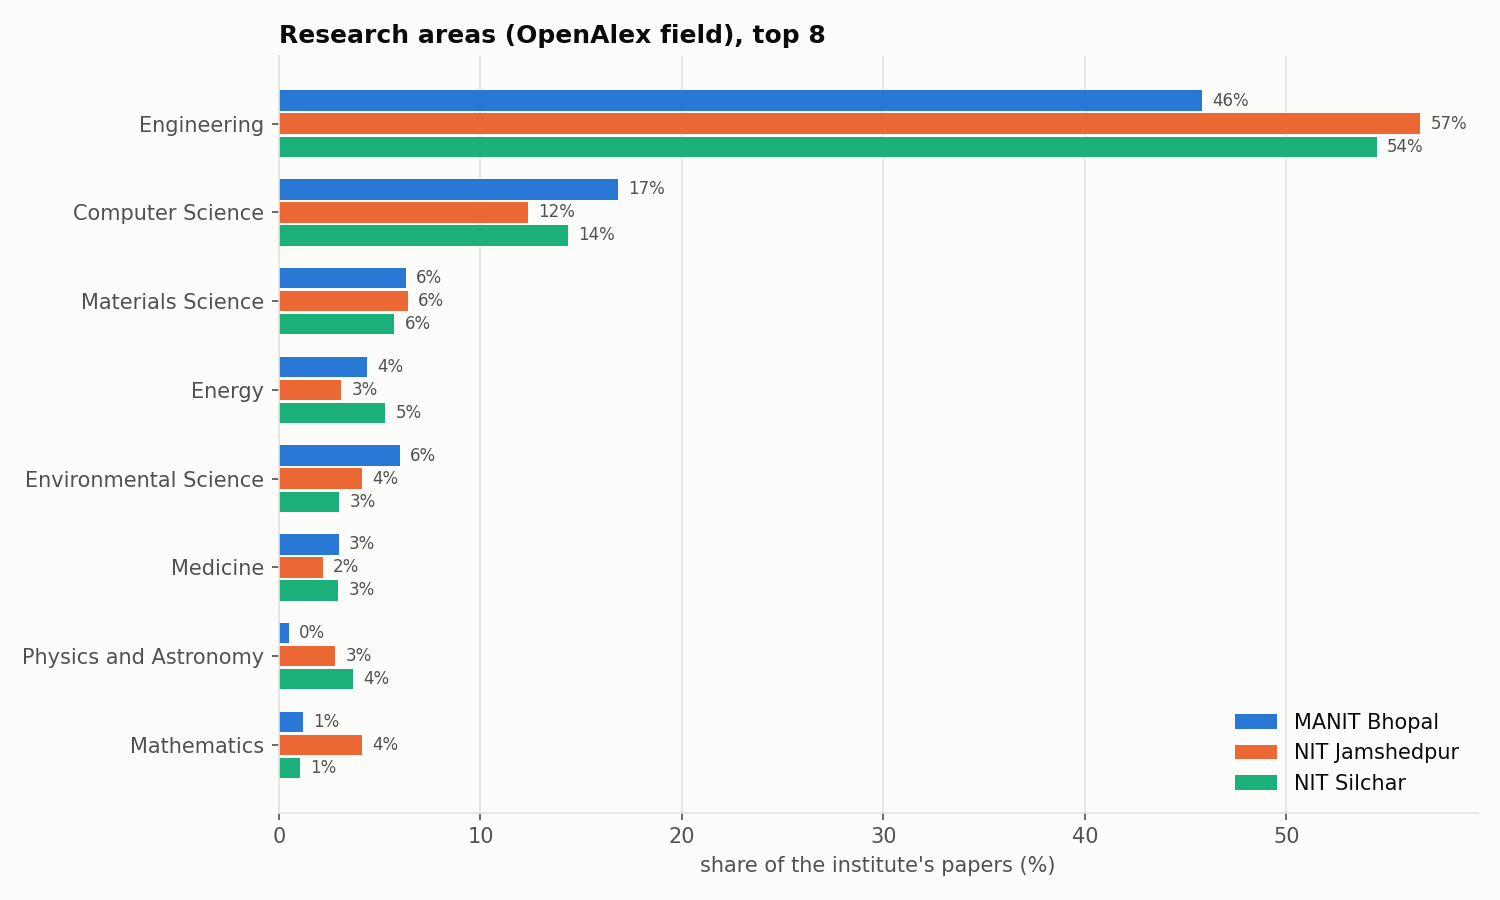 Research areas (OpenAlex field), top 8
Engineering
46%
57%
54%
Computer Science
17%
12%
14%
Materials Science
6%
6%
6%
Energy
4%
3%
5%
Environmental Science
6%
4%
3%
Medicine
3%
2%
3%
Physics and Astronomy
0%
3%
4%
Mathematics
1%
4%
1%
MANIT Bhopal
NIT Jamshedpur
NIT Silchar
0 10 20 30 40 50
share of the institute's papers (%)